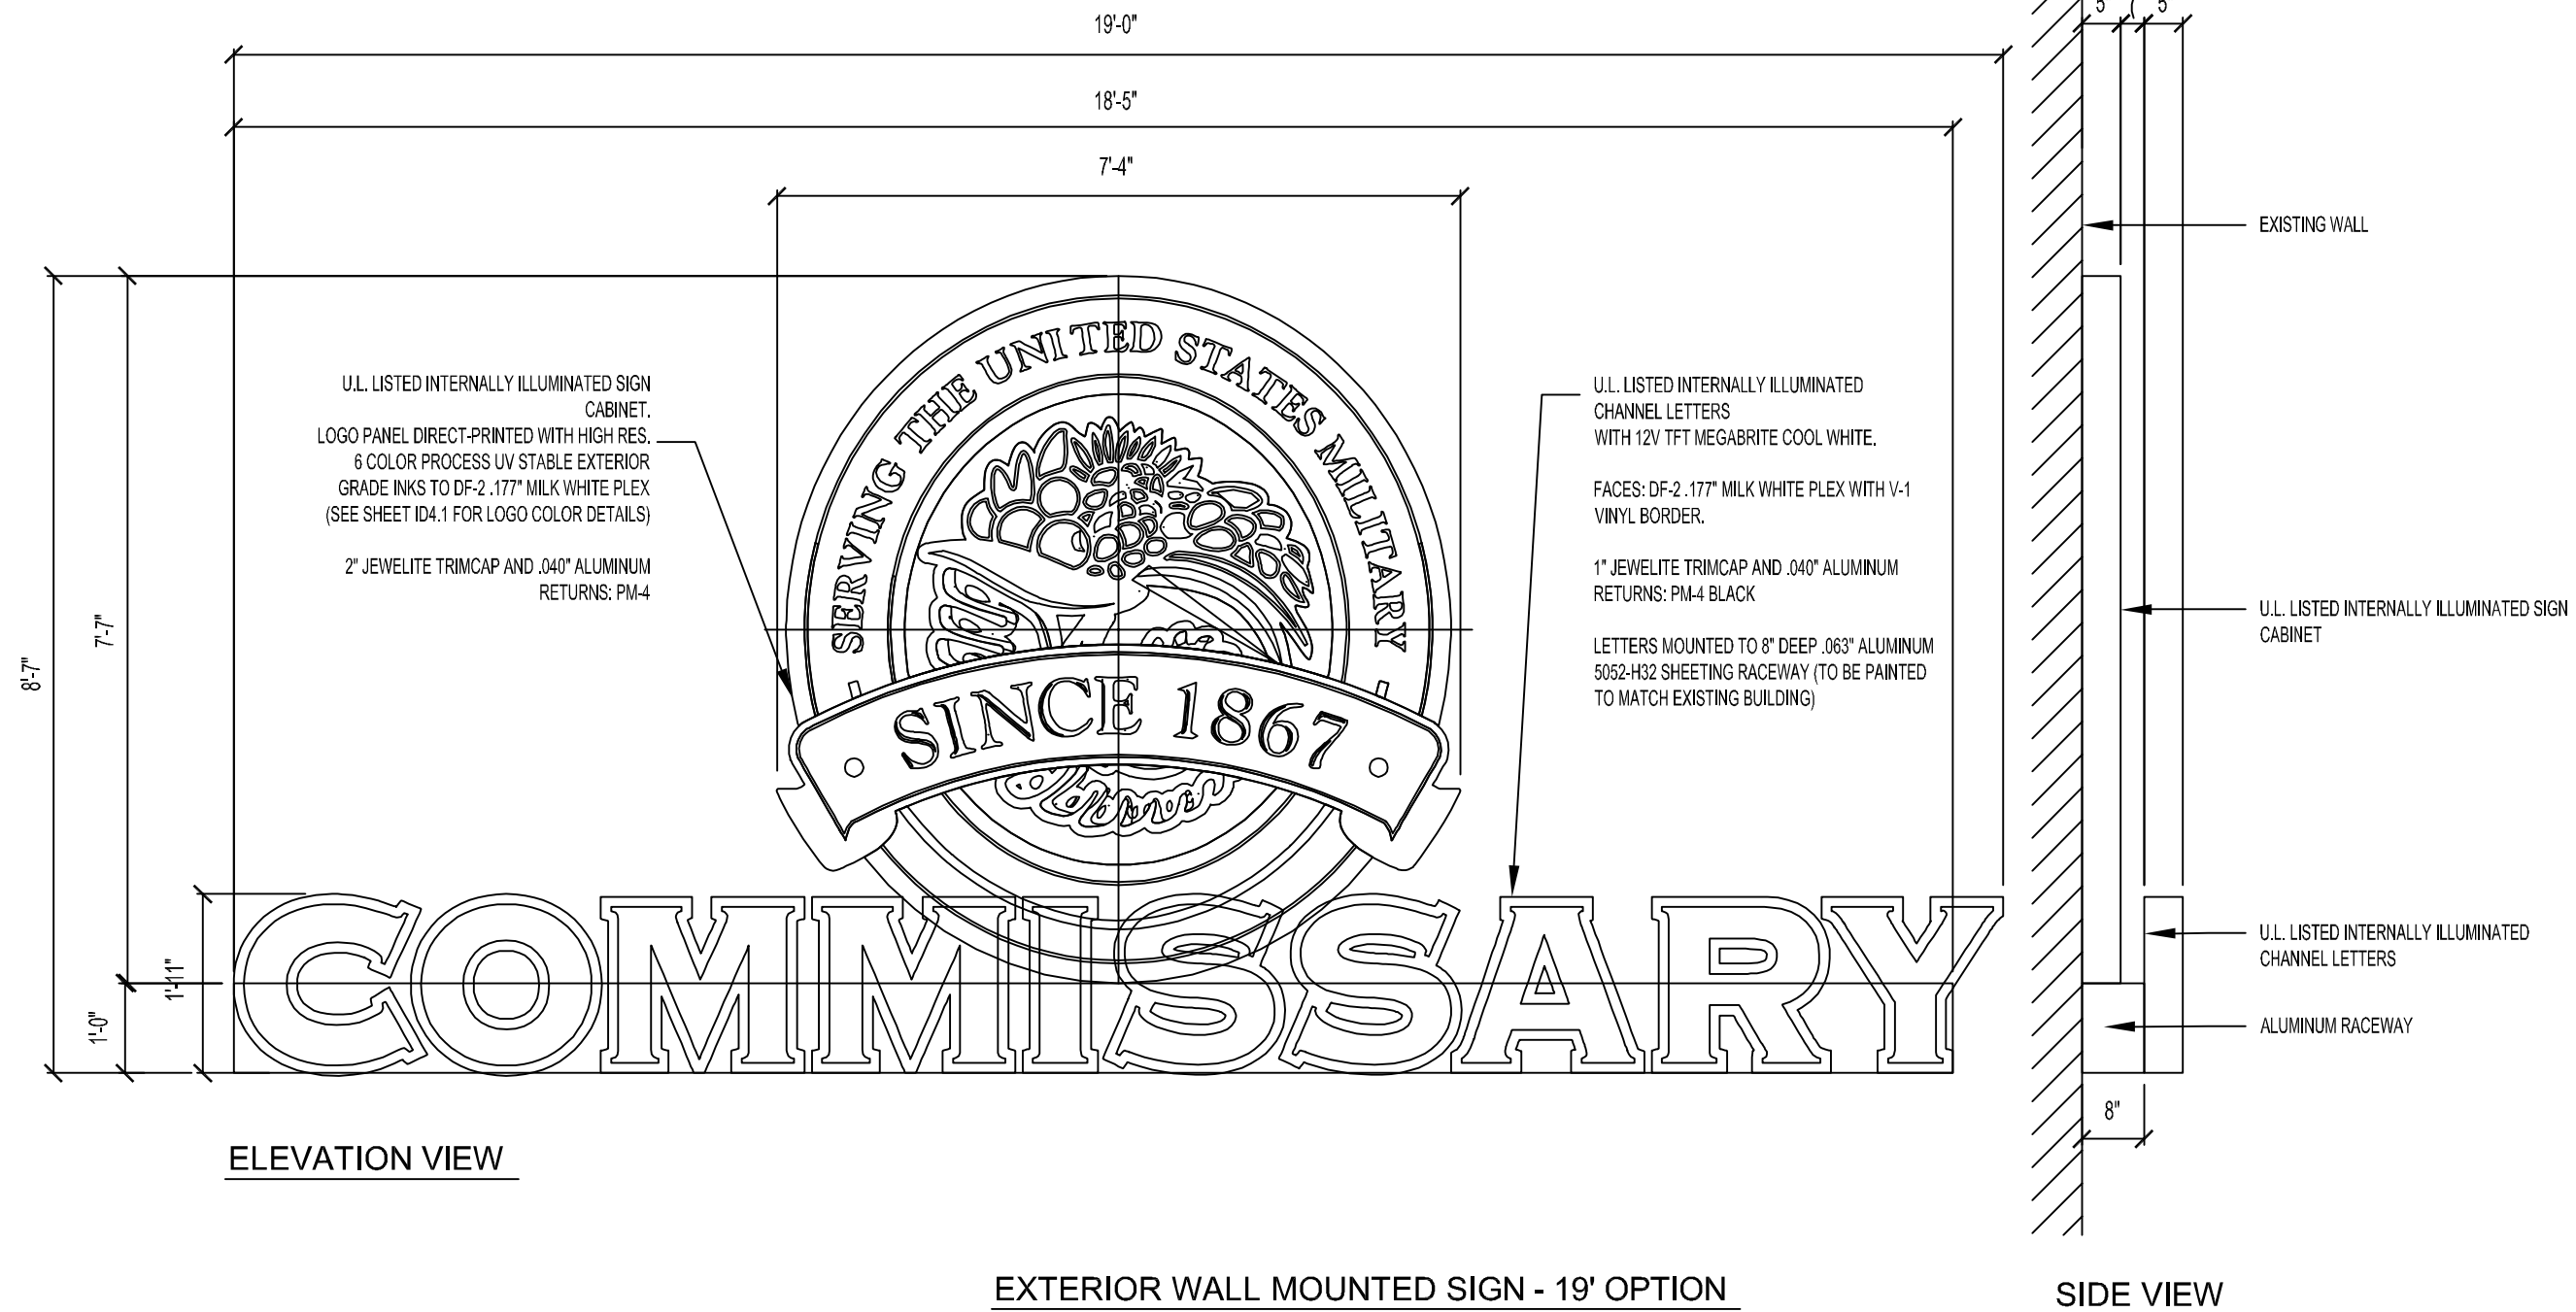 19'-0"
18'-5"
7'-4"
8'-7"
7'-7"
1'-11"
1'-0"
U.L. LISTED INTERNALLY ILLUMINATED SIGN
CABINET.
LOGO PANEL DIRECT-PRINTED WITH HIGH RES.
6 COLOR PROCESS UV STABLE EXTERIOR
GRADE INKS TO DF-2 .177" MILK WHITE PLEX
(SEE SHEET ID4.1 FOR LOGO COLOR DETAILS)
2" JEWELITE TRIMCAP AND .040" ALUMINUM
RETURNS: PM-4
SERVING THE UNITED STATES MILITARY
SINCE 1867
COMMISSARY
U.L. LISTED INTERNALLY ILLUMINATED
CHANNEL LETTERS
WITH 12V TFT MEGABRITE COOL WHITE.
FACES: DF-2 .177" MILK WHITE PLEX WITH V-1
VINYL BORDER.
1" JEWELITE TRIMCAP AND .040" ALUMINUM
RETURNS: PM-4 BLACK
LETTERS MOUNTED TO 8" DEEP .063" ALUMINUM
5052-H32 SHEETING RACEWAY (TO BE PAINTED
TO MATCH EXISTING BUILDING)
ELEVATION VIEW
EXTERIOR WALL MOUNTED SIGN - 19' OPTION
5 5
EXISTING WALL
U.L. LISTED INTERNALLY ILLUMINATED SIGN
CABINET
U.L. LISTED INTERNALLY ILLUMINATED
CHANNEL LETTERS
ALUMINUM RACEWAY
8"
SIDE VIEW